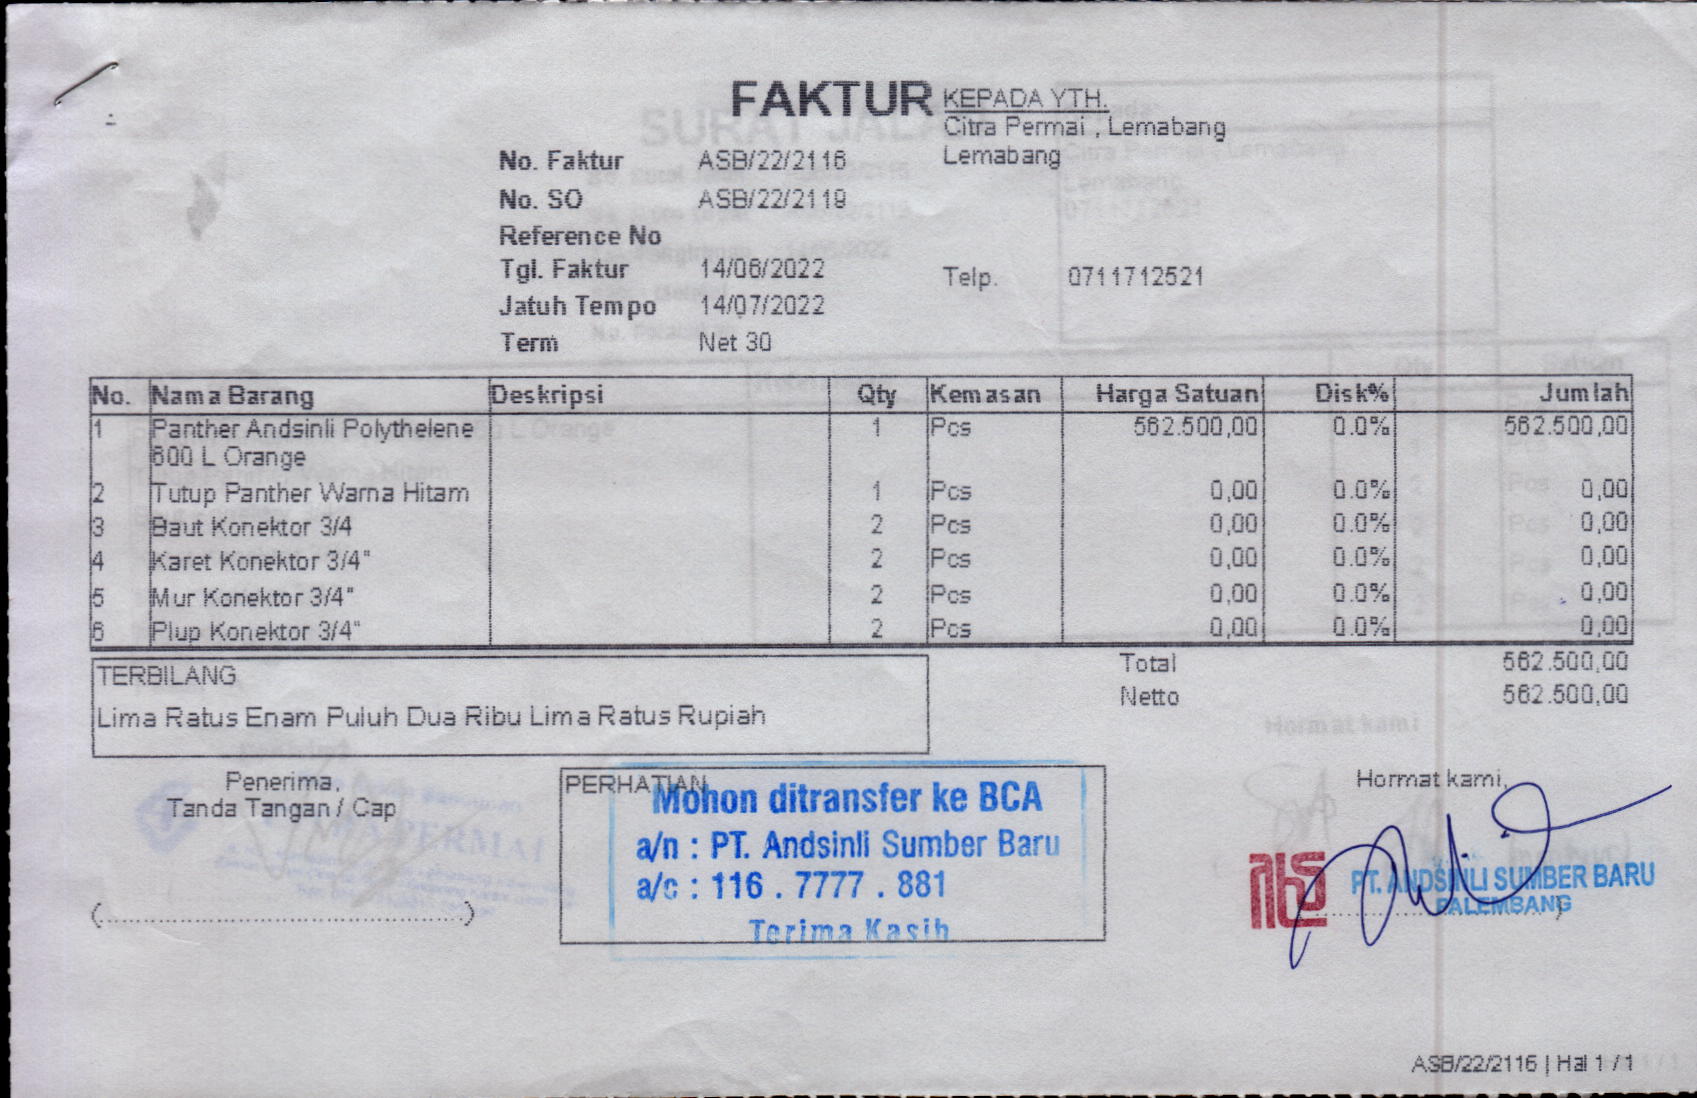 FAKTUR
KEPADA YTH.
Citra Permai , Lemabang
Lemabang
No. Faktur ASB/22/2116
No. SO ASB/22/2119
Reference No
Tgl. Faktur 14/06/2022
Telp. 0711712521
Jatuh Tempo 14/07/2022
Term Net 30
No. Nama Barang Deskripsi Qty Kemasan Harga Satuan Disk% Jumlah
1 Panther Andsinli Polythelene 1 Pcs 562.500,00 0.0% 562.500,00
600 L Orange
2 Tutup Panther Warna Hitam 1 Pcs 0,00 0.0% 0,00
3 Baut Konektor 3/4 2 Pcs 0,00 0.0% 0,00
4 Karet Konektor 3/4" 2 Pcs 0,00 0.0% 0,00
5 Mur Konektor 3/4" 2 Pcs 0,00 0.0% 0,00
6 Plup Konektor 3/4" 2 Pcs 0,00 0.0% 0,00
TERBILANG
Total 562.500,00
Netto 562.500,00
Lima Ratus Enam Puluh Dua Ribu Lima Ratus Rupiah
Penerima,
Tanda Tangan / Cap
(........................................)
PERHATIAN
Mohon ditransfer ke BCA
a/n : PT. Andsinli Sumber Baru
a/c : 116 . 7777 . 881
Terima Kasih
Hormat kami,
PT. ANDSINLI SUMBER BARU
PALEMBANG
ASB/22/2116 | Hal 1 / 1